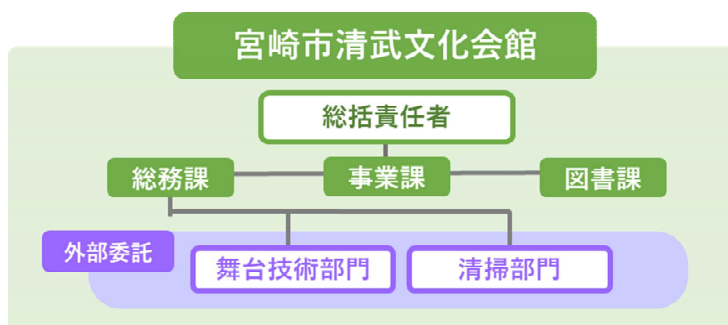 宮崎市清武文化会館
総括責任者
総務課
事業課
図書課
外部委託
舞台技術部門
清掃部門